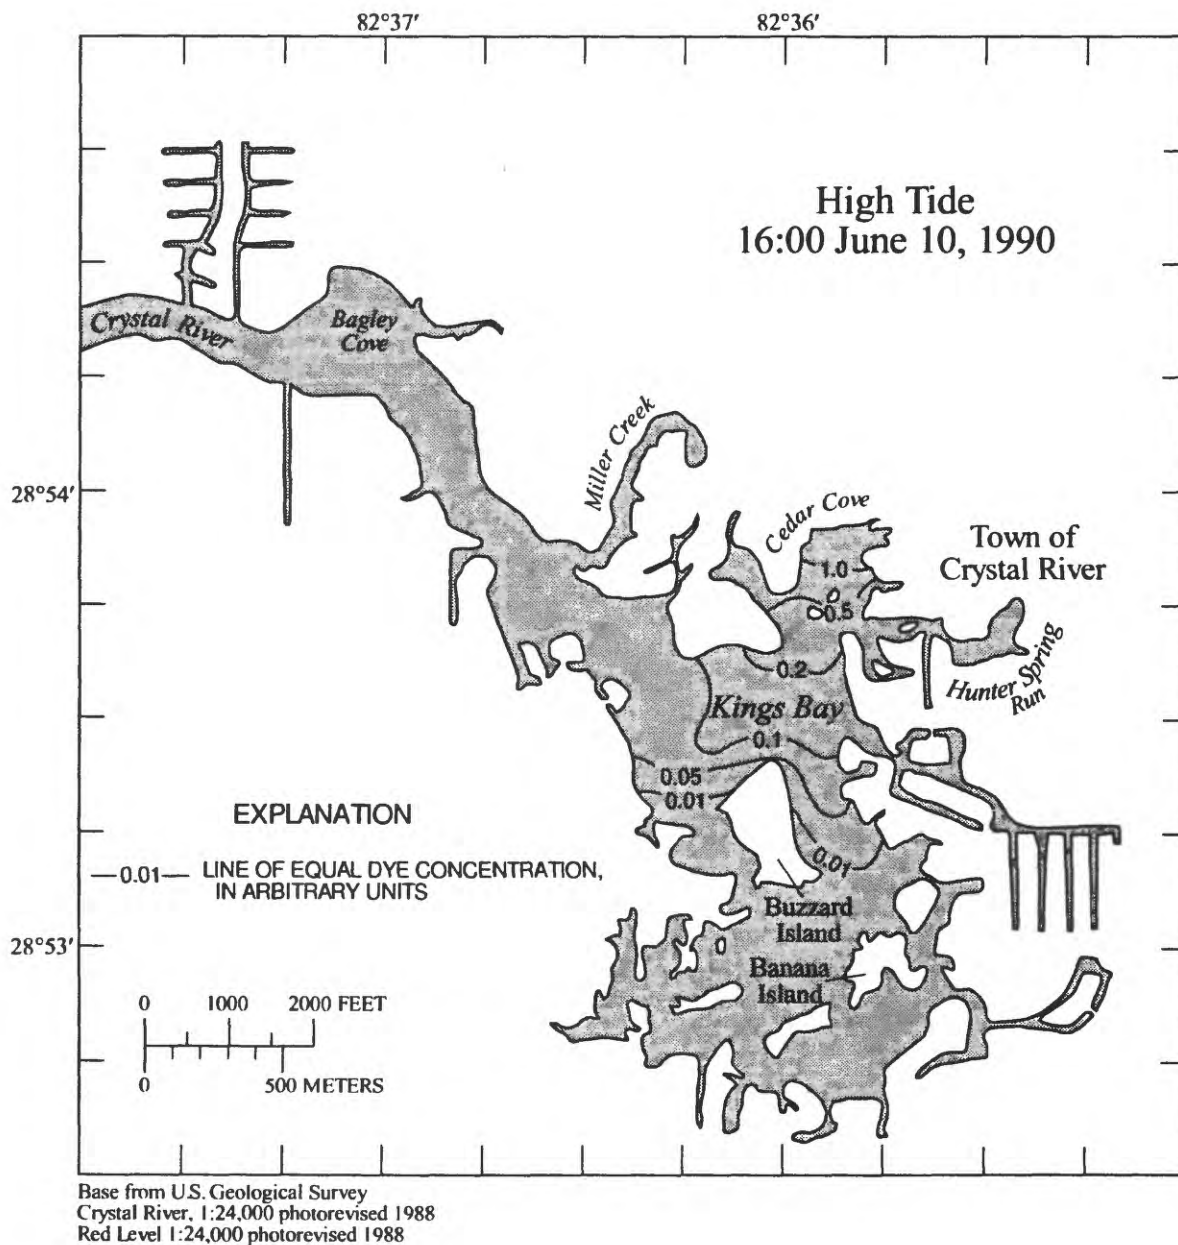 82°37′
82°36′
High Tide
16:00 June 10, 1990
Crystal River
Bagley
Cove
Miller Creek
28°54′
Cedar Cove
Town of
Crystal River
1.0
0.5
Hunter Spring
Run
0.2
Kings Bay
0.1
0.05
0.01
EXPLANATION
0.01
—0.01— LINE OF EQUAL DYE CONCENTRATION,
IN ARBITRARY UNITS
Buzzard
Island
28°53′
Banana
Island
0 1000 2000 FEET
0 500 METERS
Base from U.S. Geological Survey
Crystal River, 1:24,000 photorevised 1988
Red Level 1:24,000 photorevised 1988